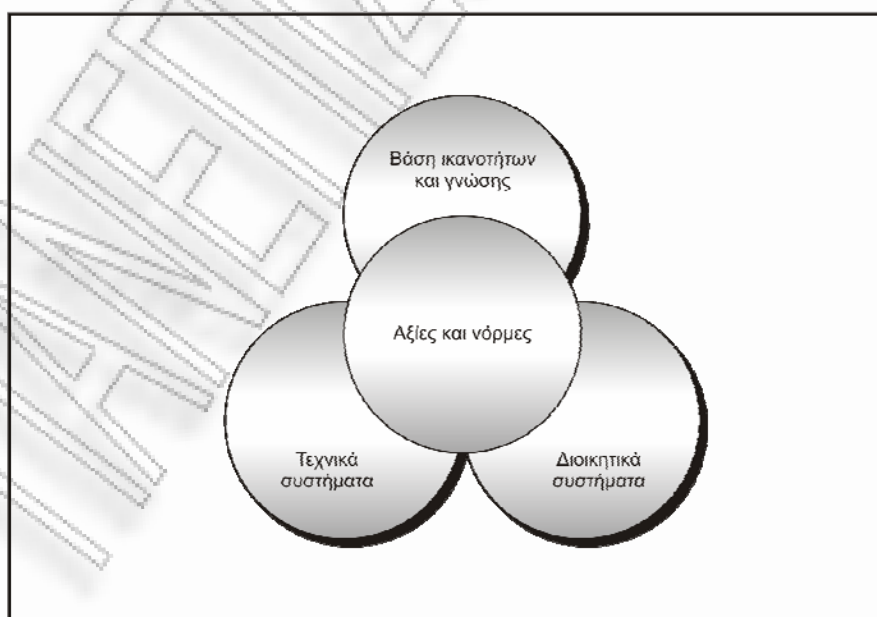 Βάση ικανοτήτων
και γνώσης
Αξίες και νόρμες
Τεχνικά
συστήματα
Διοικητικά
συστήματα